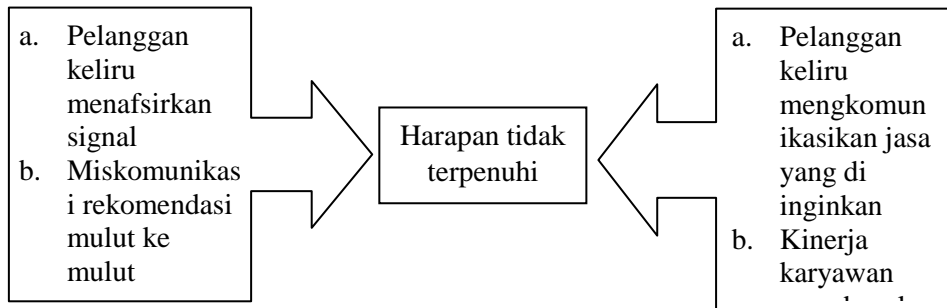 a. Pelanggan
keliru
menafsirkan
signal
b. Miskomunikas
i rekomendasi
mulut ke
mulut
Harapan tidak
terpenuhi
a. Pelanggan
keliru
mengkomun
ikasikan jasa
yang di
inginkan
b. Kinerja
karyawan